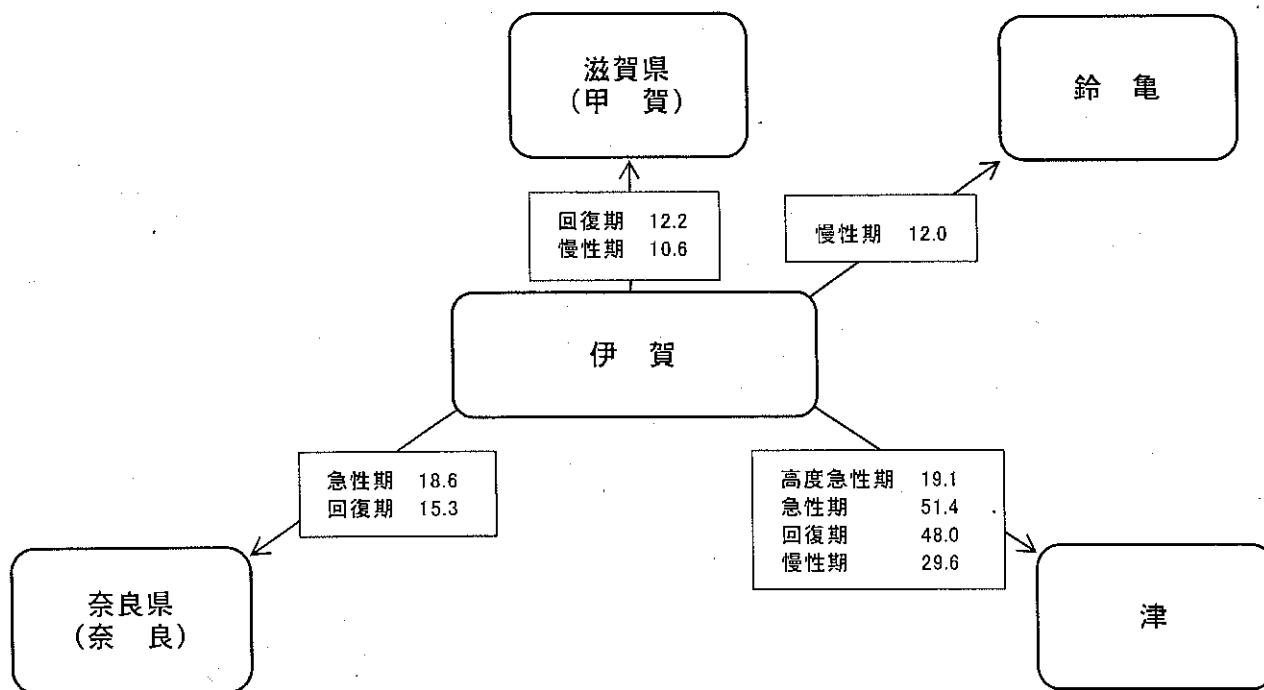 滋賀県
(甲 賀)
鈴 亀
回復期 12.2
慢性期 10.6
慢性期 12.0
伊 賀
急性期 18.6
回復期 15.3
高度急性期 19.1
急性期 51.4
回復期 48.0
慢性期 29.6
奈良県
(奈 良)
津